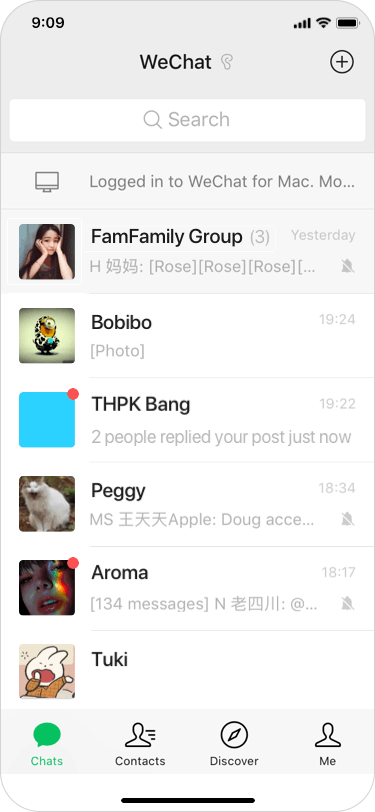 9:09
WeChat
Search
Logged in to WeChat for Mac. Mo...
FamFamily Group (3) Yesterday
H 妈妈: [Rose][Rose][Rose][...
Bobibo 19:24
[Photo]
THPK Bang 19:22
2 people replied your post just now
Peggy 18:34
MS 王天天Apple: Doug acce...
Aroma 18:17
[134 messages] N 老四川: @...
Tuki
Chats Contacts Discover Me